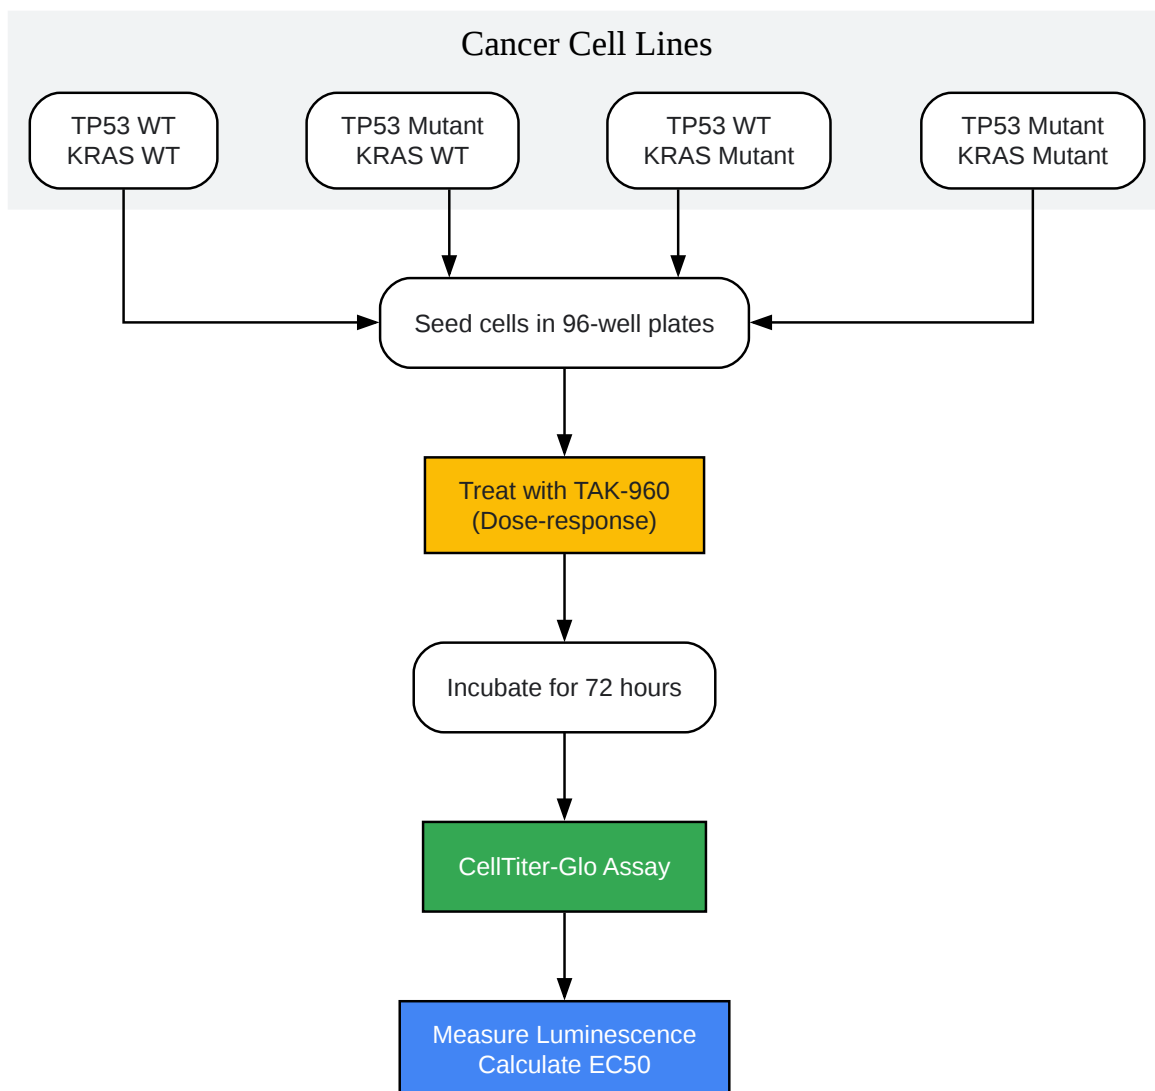 Cancer Cell Lines
TP53 WT
KRAS WT
TP53 Mutant
KRAS WT
TP53 WT
KRAS Mutant
TP53 Mutant
KRAS Mutant
Seed cells in 96-well plates
Treat with TAK-960
(Dose-response)
Incubate for 72 hours
CellTiter-Glo Assay
Measure Luminescence
Calculate EC50